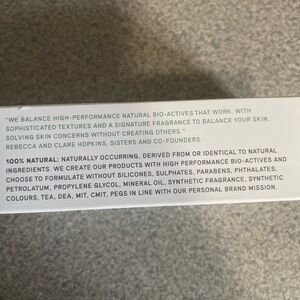 "WE BALANCE HIGH-PERFORMANCE NATURAL BIO-ACTIVES THAT WORK. WITH
SOPHISTICATED TEXTURES AND A SIGNATURE FRAGRANCE TO BALANCE YOUR SKIN.
SOLVING SKIN CONCERNS WITHOUT CREATING OTHERS."
REBECCA AND CLARE HOPKINS, SISTERS AND CO-FOUNDERS.
100% NATURAL: NATURALLY OCCURRING, DERIVED FROM OR IDENTICAL TO NATURAL
INGREDIENTS. WE CREATE OUR PRODUCTS WITH HIGH PERFORMANCE BIO-ACTIVES AND
CHOOSE TO FORMULATE WITHOUT SILICONES, SULPHATES, PARABENS, PHTHALATES,
PETROLATUM, PROPYLENE GLYCOL, MINERAL OIL, SYNTHETIC FRAGRANCE, SYNTHETIC
COLOURS, TEA, DEA, MIT, CMIT, PEGS IN LINE WITH OUR PERSONAL BRAND MISSION.